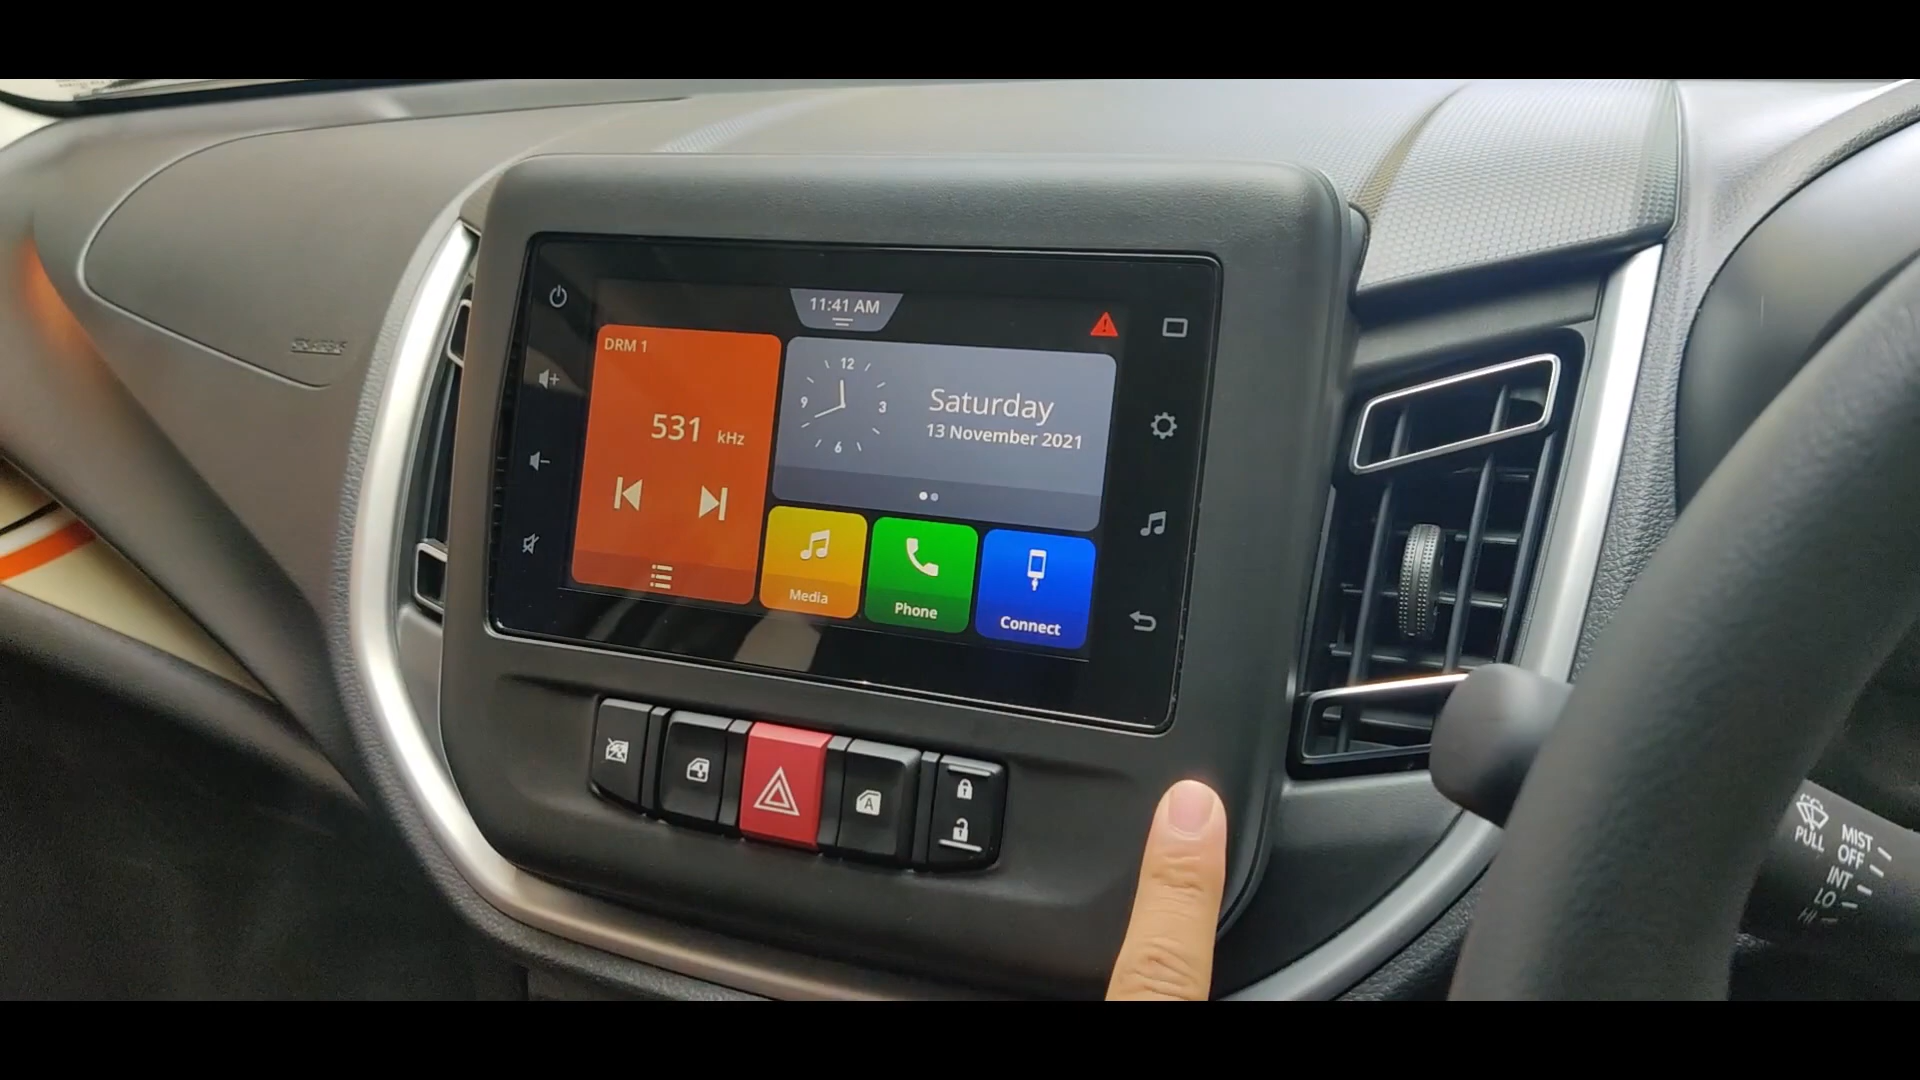 11:41 AM
DRM 1
531 kHz
12
3
6
9
Saturday
13 November 2021
Media
Phone
Connect
A
PULL
MIST
OFF
INT
LO
HI